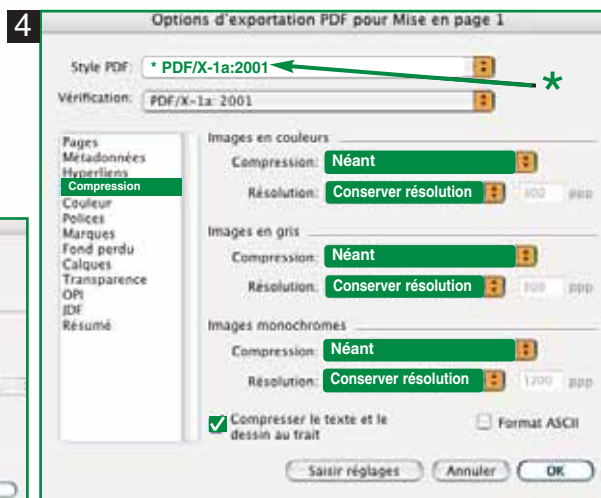 4
Options d'exportation PDF pour Mise en page 1
Style PDF: * PDF/X-1a:2001
*
Vérification: PDF/X-1a: 2001
Pages
Métadonnées
Hyperliens
Compression
Couleur
Polices
Marques
Fond perdu
Calques
Transparence
OPI
JDF
Résumé
Images en couleurs
Compression: Néant
Résolution: Conserver résolution 300 ppp
Images en gris
Compression: Néant
Résolution: Conserver résolution 300 ppp
Images monochromes
Compression: Néant
Résolution: Conserver résolution 1200 ppp
Compresser le texte et le
dessin au trait
Format ASCII
Saisir réglages Annuler OK